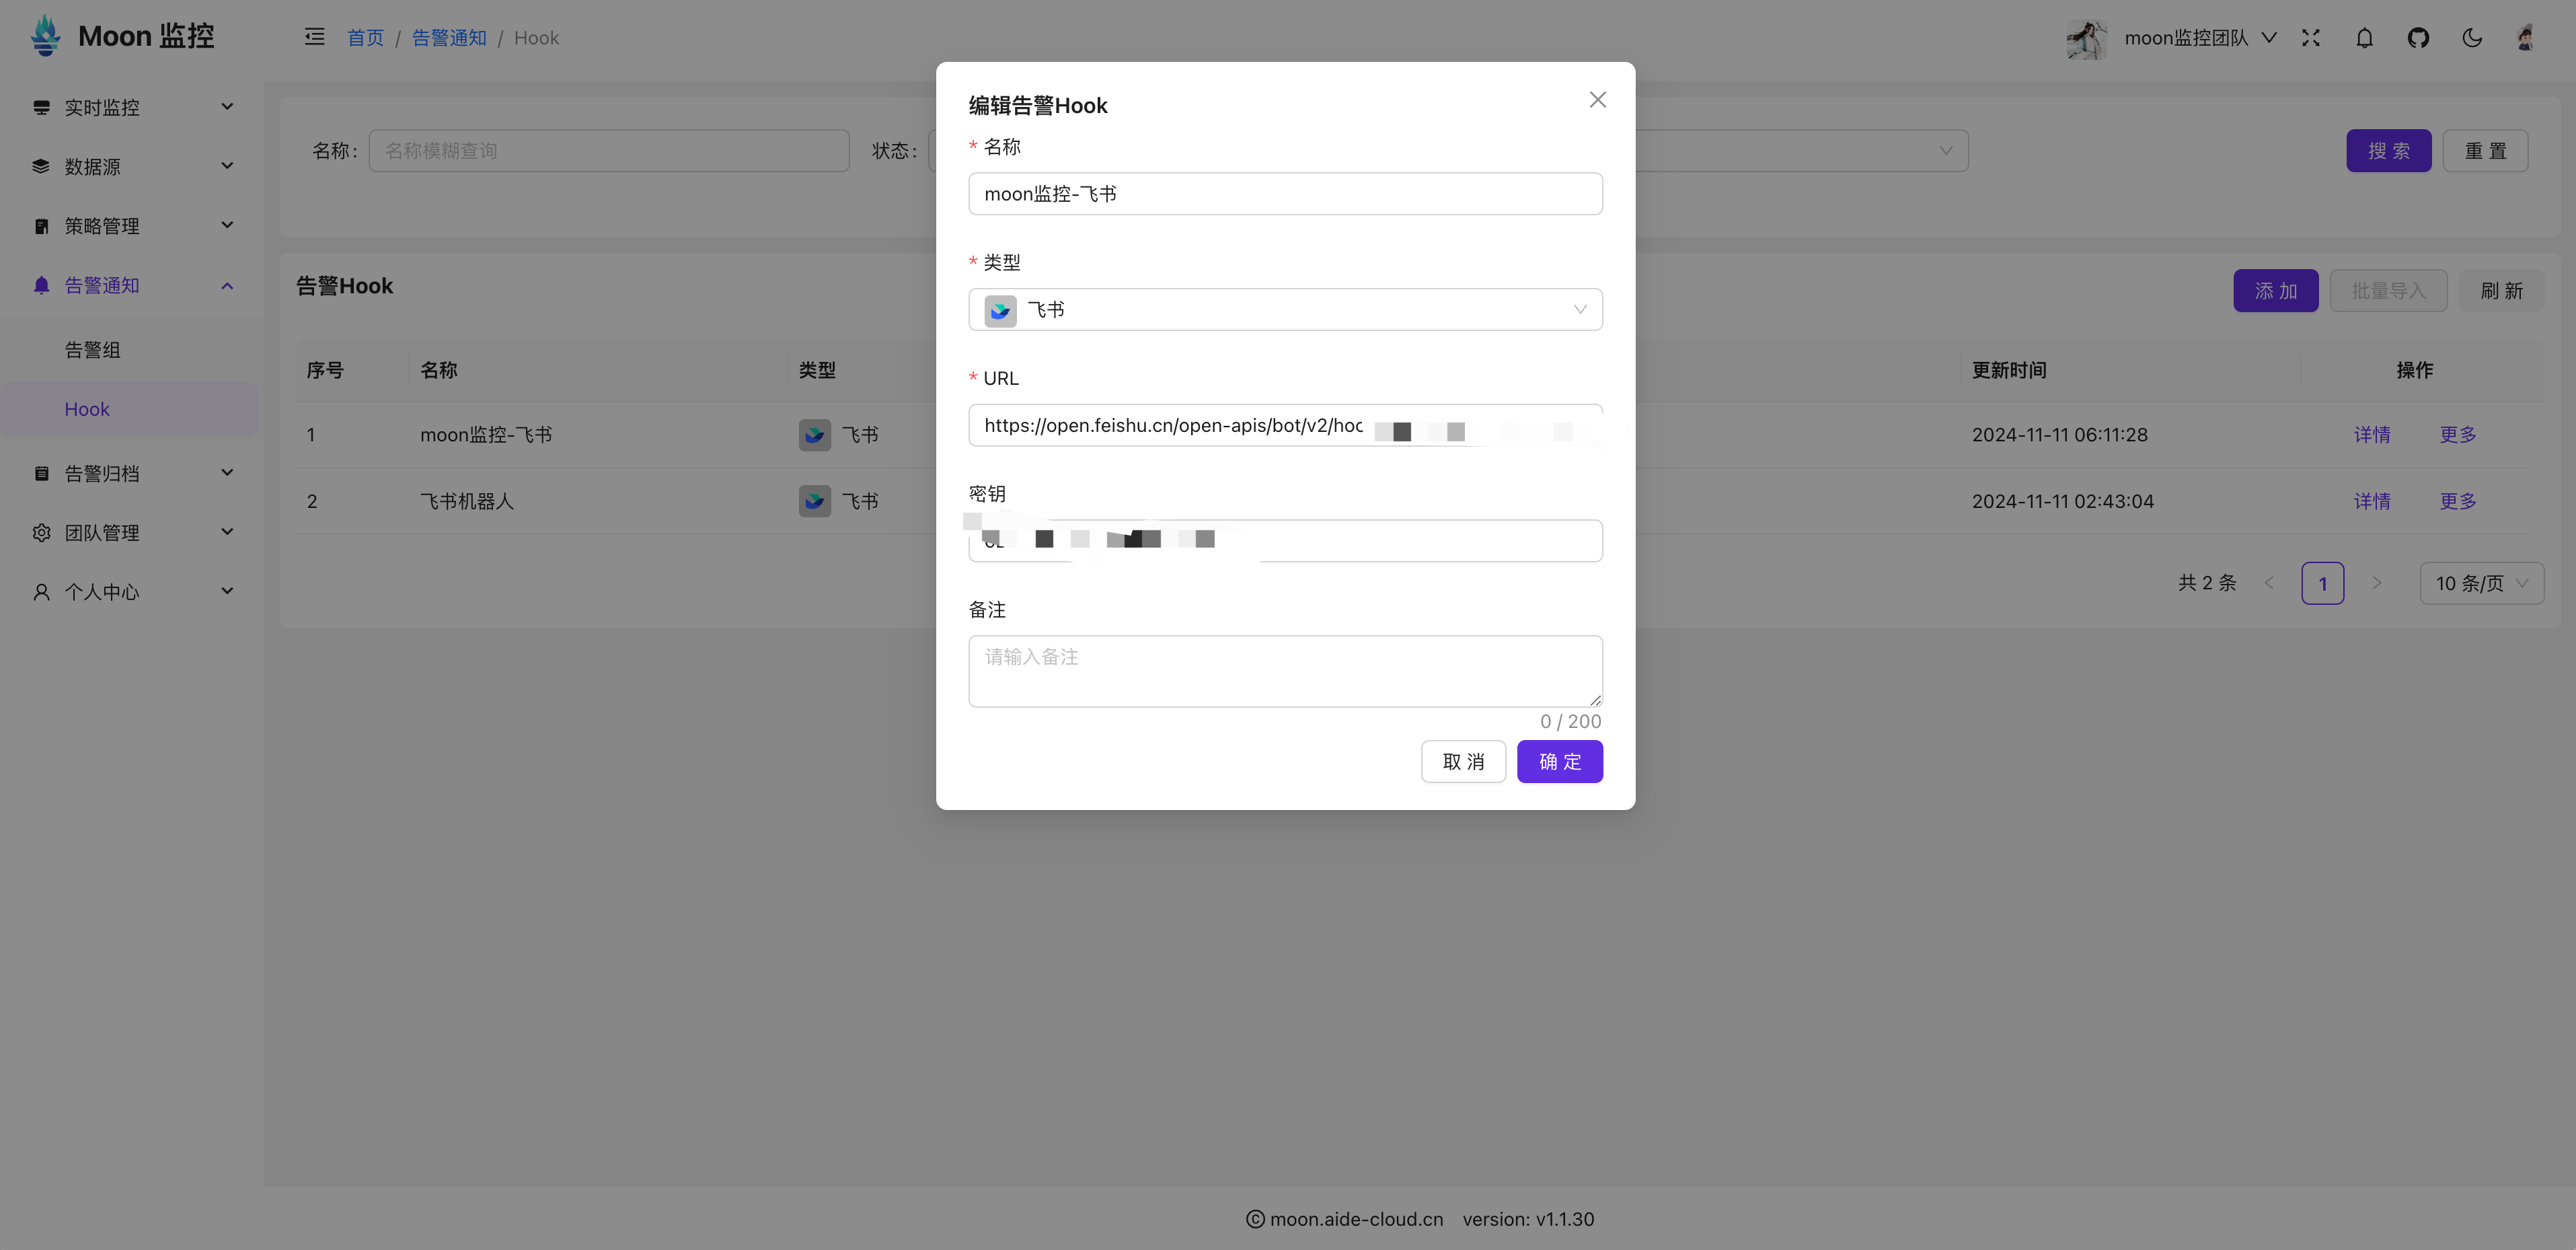 Moon 监控
首页 / 告警通知 / Hook
moon监控团队
实时监控
数据源
策略管理
告警通知
告警组
Hook
告警归档
团队管理
个人中心
名称:
名称模糊查询
状态:
搜 索
重 置
告警Hook
添 加
批量导入
刷 新
序号 名称 类型 更新时间 操作
1 moon监控-飞书 飞书 2024-11-11 06:11:28 详情 更多
2 飞书机器人 飞书 2024-11-11 02:43:04 详情 更多
共 2 条 < 1 > 10 条/页
编辑告警Hook
* 名称
moon监控-飞书
* 类型
飞书
* URL
https://open.feishu.cn/open-apis/bot/v2/hoo
密钥
备注
请输入备注
0 / 200
取 消
确 定
© moon.aide-cloud.cn version: v1.1.30